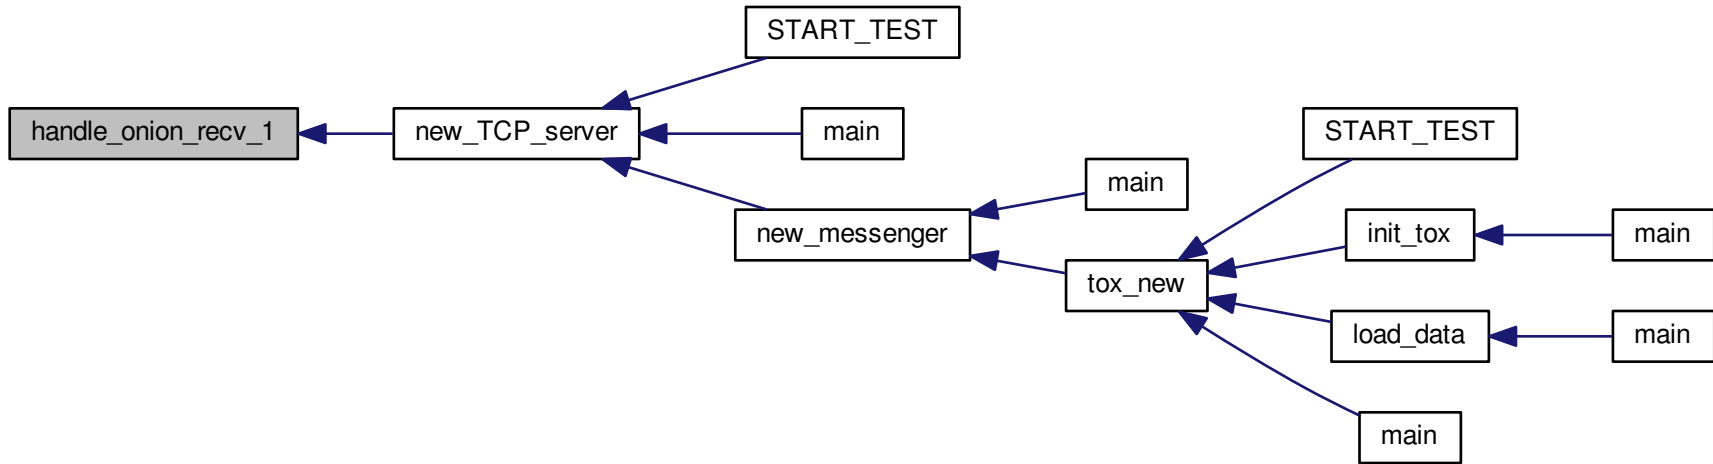 START_TEST
handle_onion_recv_1
new_TCP_server
main
START_TEST
main
new_messenger
init_tox
main
tox_new
load_data
main
main